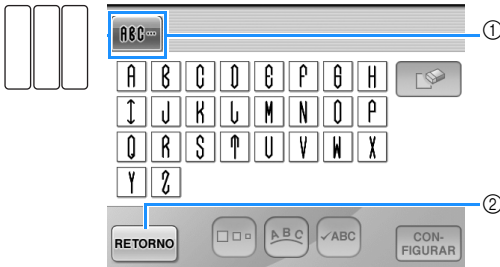 ABC… ①
A B C D E F G H
I J K L M N O P
Q R S T U V W X
Y Z
②
RETORNO ABC ✓ABC CON-
FIGURAR